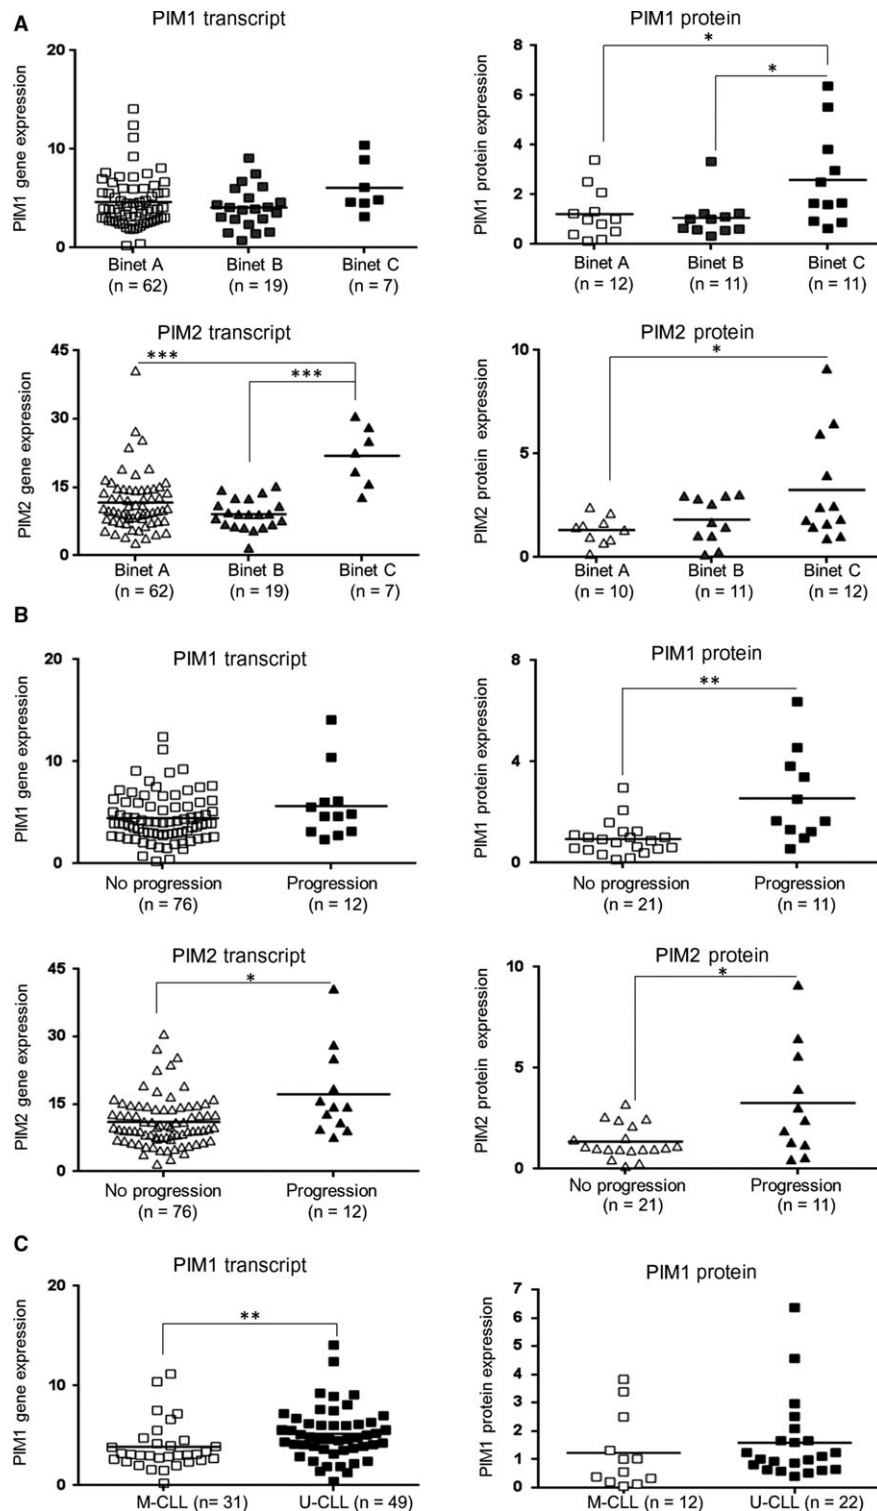 A
PIM1 transcript
PIM1 gene expression
20
10
0
Binet A
(n = 62)
Binet B
(n = 19)
Binet C
(n = 7)
PIM1 protein
PIM1 protein expression
8
6
4
2
0
*
*
Binet A
(n = 12)
Binet B
(n = 11)
Binet C
(n = 11)
PIM2 transcript
PIM2 gene expression
45
30
15
0
***
***
Binet A
(n = 62)
Binet B
(n = 19)
Binet C
(n = 7)
PIM2 protein
PIM2 protein expression
10
5
0
*
Binet A
(n = 10)
Binet B
(n = 11)
Binet C
(n = 12)
B
PIM1 transcript
PIM1 gene expression
20
10
0
No progression
(n = 76)
Progression
(n = 12)
PIM1 protein
PIM1 protein expression
8
4
0
**
No progression
(n = 21)
Progression
(n = 11)
PIM2 transcript
PIM2 gene expression
45
30
15
0
*
No progression
(n = 76)
Progression
(n = 12)
PIM2 protein
PIM2 protein expression
10
5
0
*
No progression
(n = 21)
Progression
(n = 11)
C
PIM1 transcript
PIM1 gene expression
20
10
0
**
M-CLL (n= 31)
U-CLL (n = 49)
PIM1 protein
PIM1 protein expression
7
6
5
4
3
2
1
0
M-CLL (n = 12)
U-CLL (n = 22)